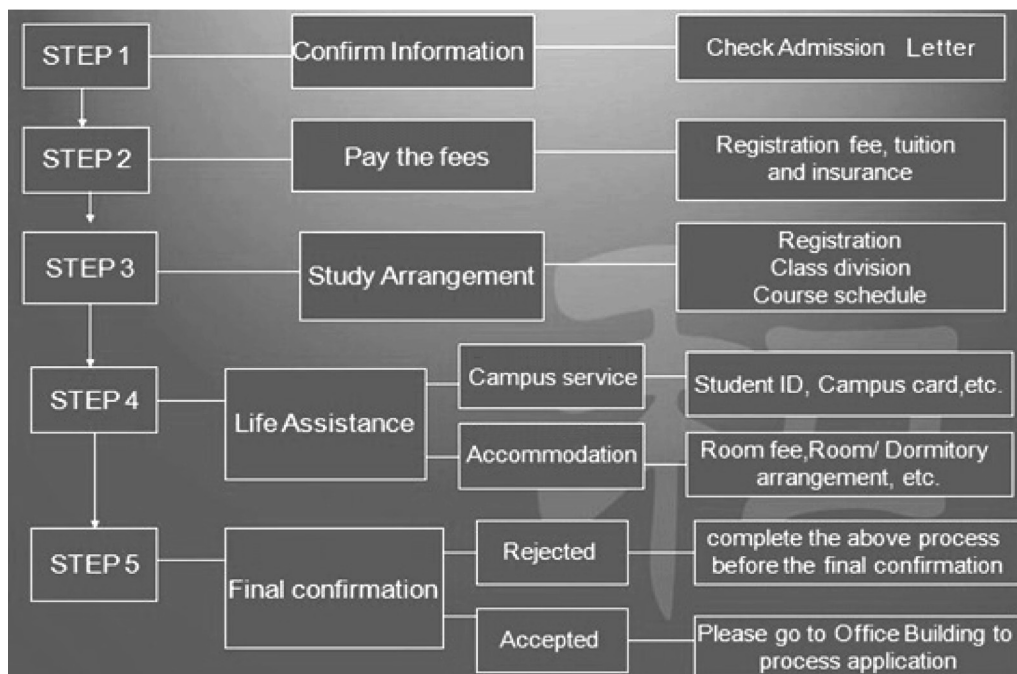 STEP 1
Confirm Information
Check Admission Letter
STEP 2
Pay the fees
Registration fee, tuition
and insurance
STEP 3
Study Arrangement
Registration
Class division
Course schedule
STEP 4
Life Assistance
Campus service
Student ID, Campus card,etc.
Accommodation
Room fee,Room/ Dormitory
arrangement, etc.
STEP 5
Final confirmation
Rejected
complete the above process
before the final confirmation
Accepted
Please go to Office Building to
process application